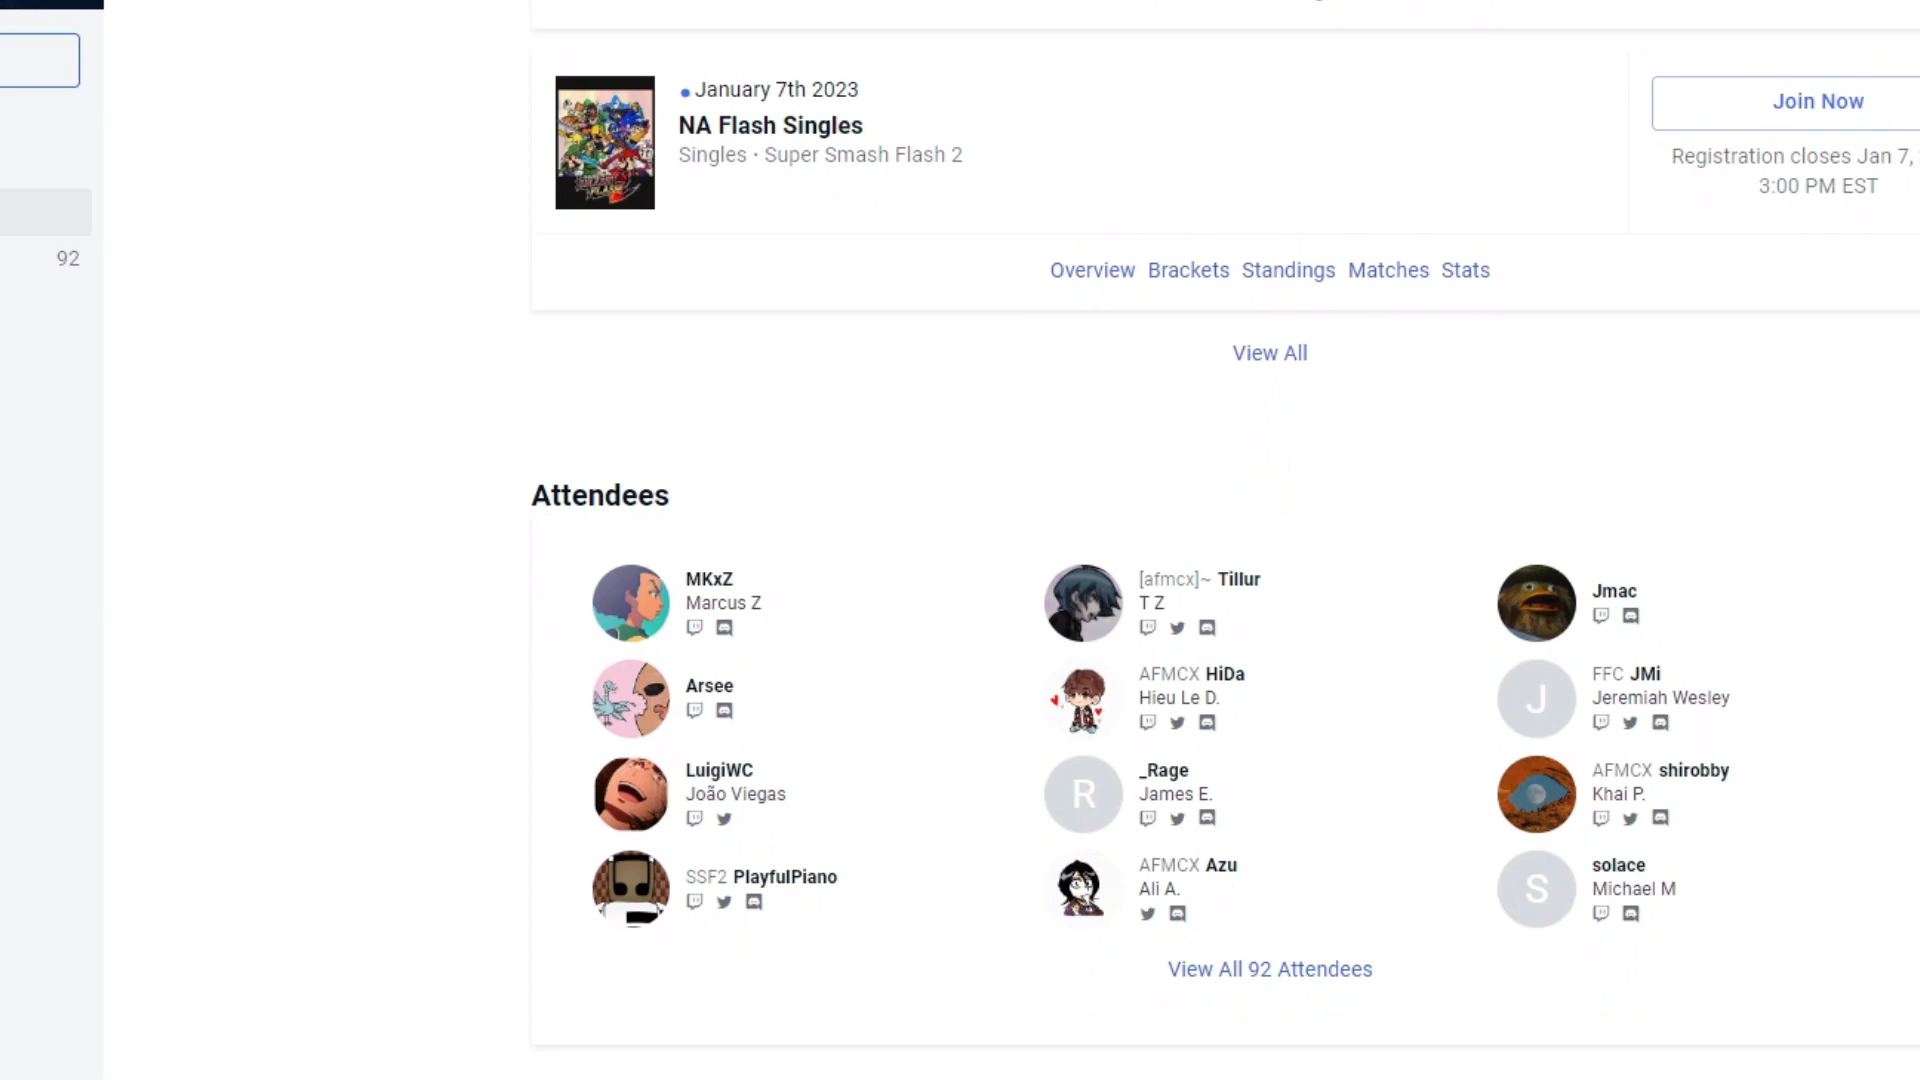 January 7th 2023
NA Flash Singles
Singles · Super Smash Flash 2
Join Now
Registration closes Jan 7,
3:00 PM EST
92
Overview Brackets Standings Matches Stats
View All
Attendees
MKxZ
Marcus Z
[afmcx]~ Tillur
T Z
Jmac
Arsee
AFMCX HiDa
Hieu Le D.
J
FFC JMi
Jeremiah Wesley
LuigiWC
João Viegas
R
_Rage
James E.
AFMCX shirobby
Khai P.
SSF2 PlayfulPiano
AFMCX Azu
Ali A.
S
solace
Michael M
View All 92 Attendees